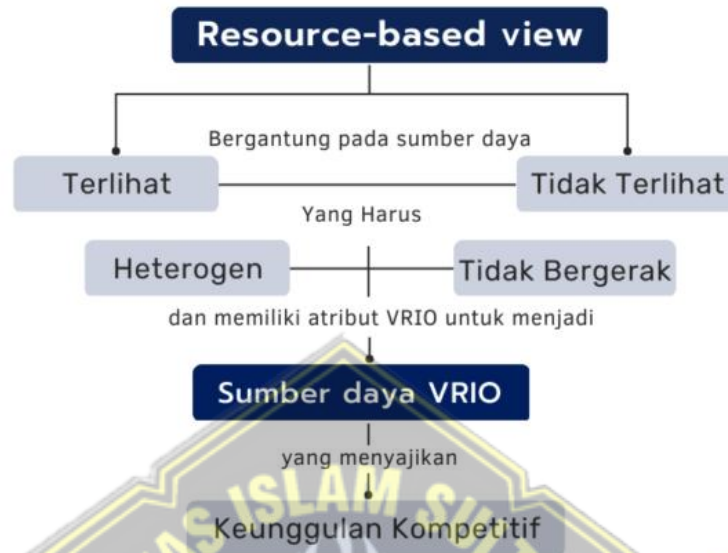 Resource-based view
Bergantung pada sumber daya
Terlihat
Tidak Terlihat
Yang Harus
Heterogen
Tidak Bergerak
dan memiliki atribut VRIO untuk menjadi
Sumber daya VRIO
yang menyajikan
ISLAM
Keunggulan Kompetitif